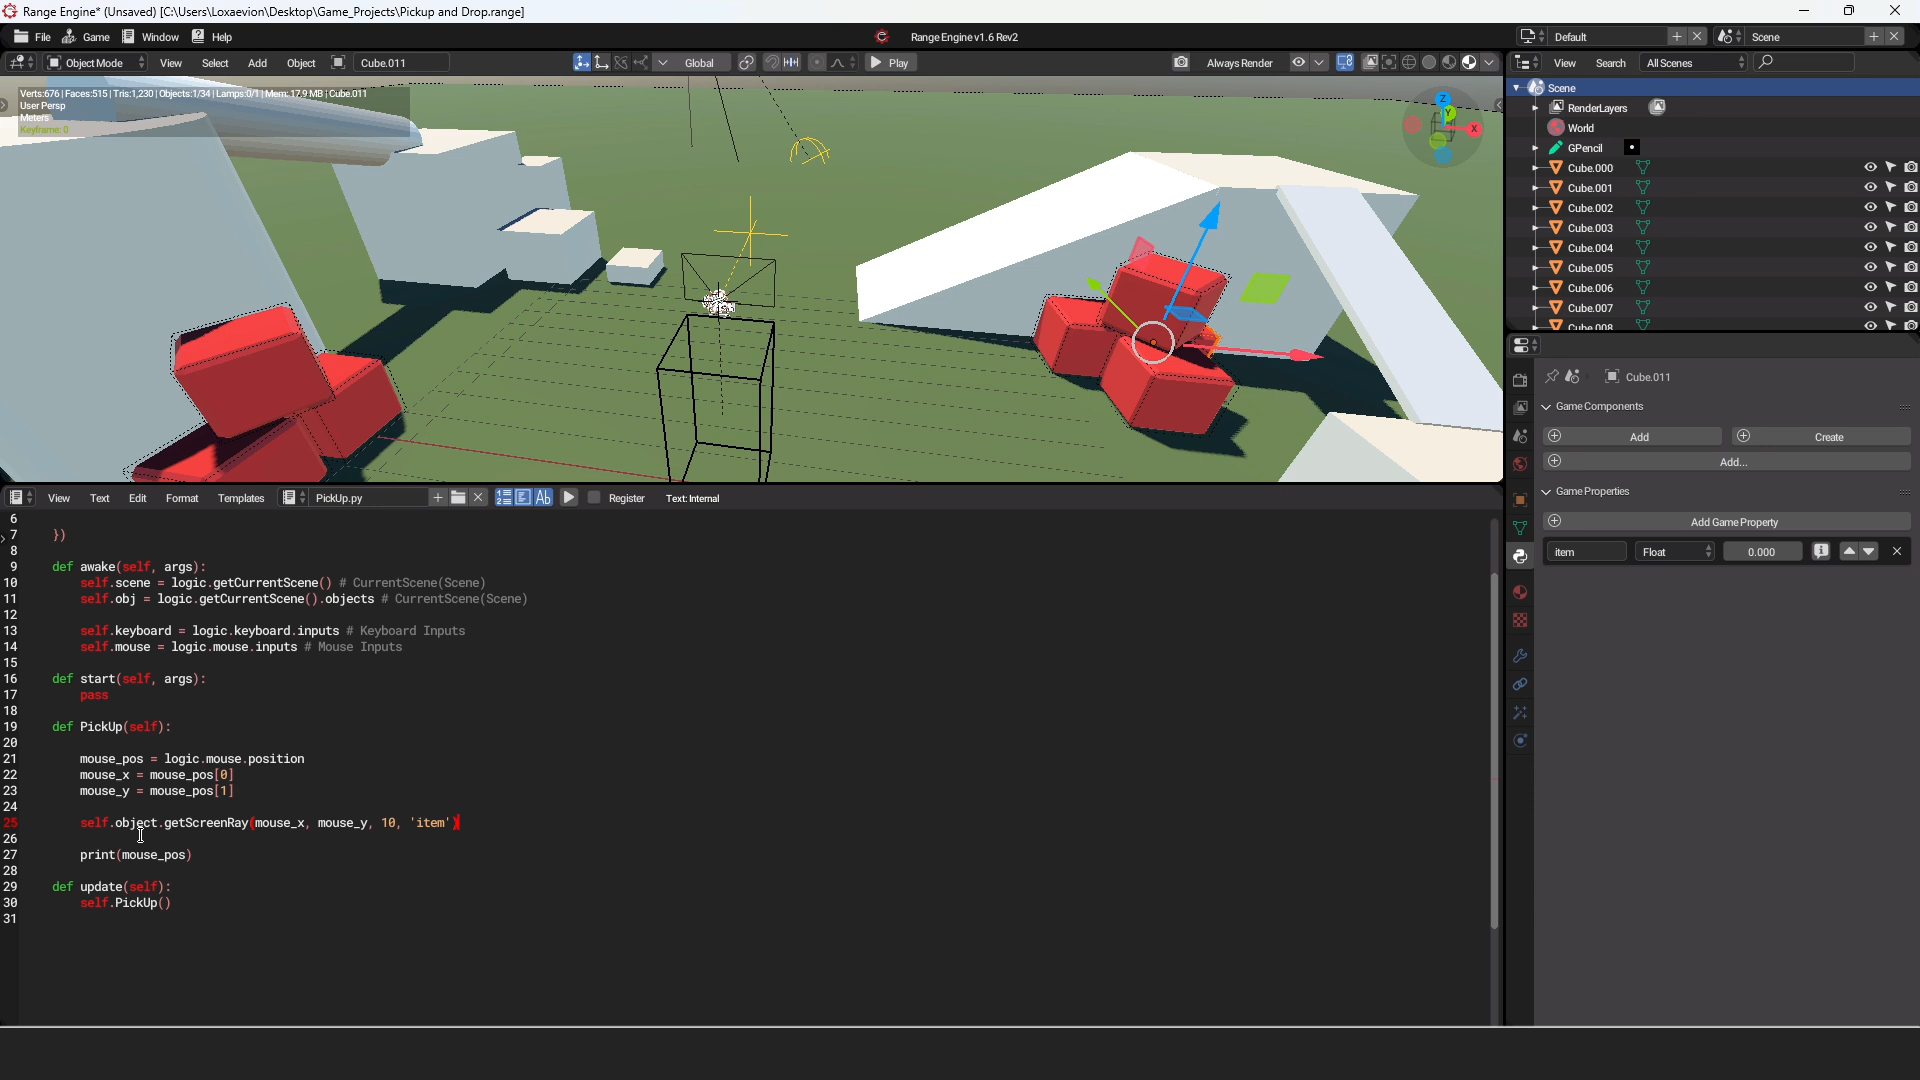 Range Engine* (Unsaved) [C:\Users\Loxaevion\Desktop\Game_Projects\Pickup and Drop.range]
File Game Window Help
Range Engine v1.6 Rev2
Default
Scene
Object Mode View Select Add Object Cube.011
Global
Play
Always Render
View Search All Scenes
Verts:676 | Faces:515 | Tris:1,230 | Objects:1/34 | Lamps:0/1 | Mem: 17.9 MB | Cube.011
User Persp
Meters
Keyframe: 0
Z
Y
X
Scene
RenderLayers
World
GPencil
Cube.000
Cube.001
Cube.002
Cube.003
Cube.004
Cube.005
Cube.006
Cube.007
Cube.008
Cube.011
Game Components
Add
Create
Add...
Game Properties
Add Game Property
item Float 0.000
View Text Edit Format Templates PickUp.py
Ab
Register Text: Internal
6
7 })
8
9 def awake(self, args):
10 self.scene = logic.getCurrentScene() # CurrentScene(Scene)
11 self.obj = logic.getCurrentScene().objects # CurrentScene(Scene)
12
13 self.keyboard = logic.keyboard.inputs # Keyboard Inputs
14 self.mouse = logic.mouse.inputs # Mouse Inputs
15
16 def start(self, args):
17 pass
18
19 def PickUp(self):
20
21 mouse_pos = logic.mouse.position
22 mouse_x = mouse_pos[0]
23 mouse_y = mouse_pos[1]
24
25 self.object.getScreenRay(mouse_x, mouse_y, 10, 'item')
26
27 print(mouse_pos)
28
29 def update(self):
30 self.PickUp()
31